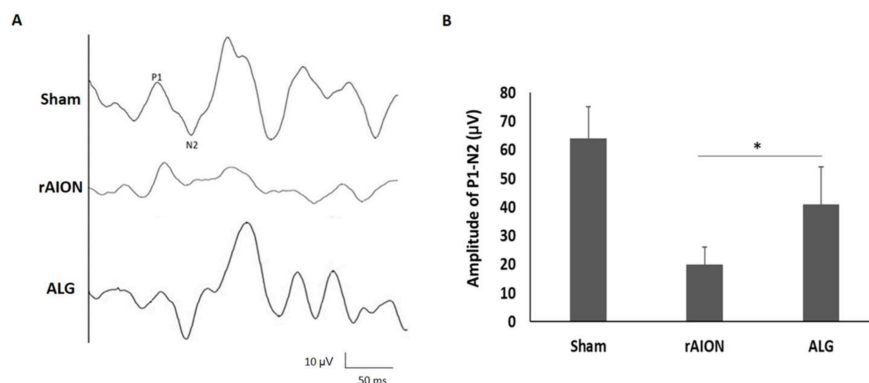 A
Sham
P1
N2
rAION
ALG
10 µV
50 ms
B
Amplitude of P1-N2 (µV)
80
70
60
50
40
30
20
10
0
*
Sham rAION ALG